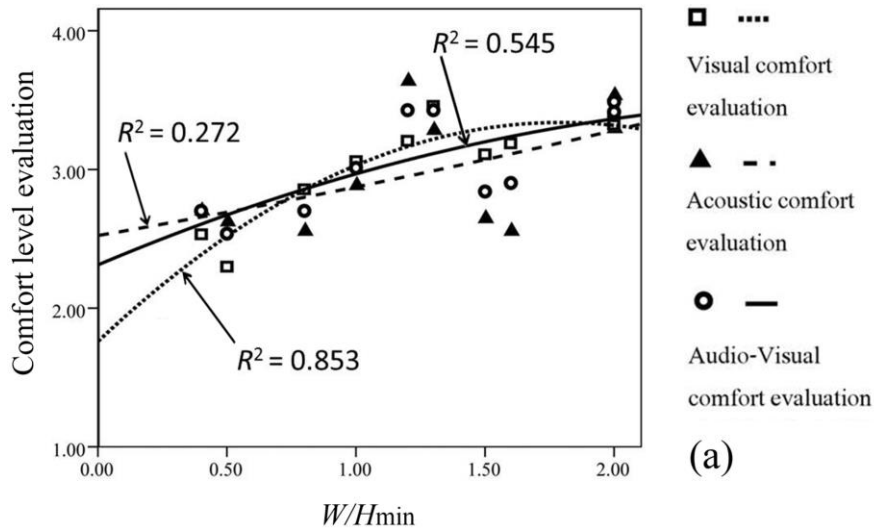 4.00
3.00
2.00
1.00
Comfort level evaluation
R² = 0.545
R² = 0.272
R² = 0.853
0.00
0.50
1.00
1.50
2.00
W/Hmin
Visual comfort
evaluation
Acoustic comfort
evaluation
Audio-Visual
comfort evaluation
(a)